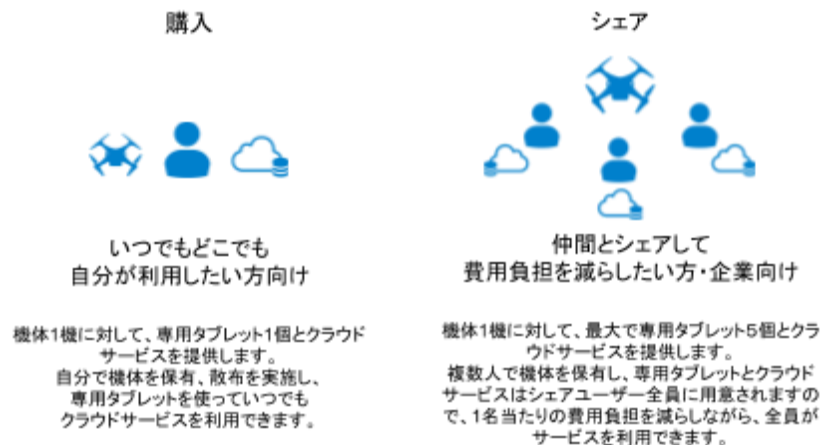 購入
いつでもどこでも
自分が利用したい方向け
機体1機に対して、専用タブレット1個とクラウド
サービスを提供します。
自分で機体を保有、散布を実施し、
専用タブレットを使っていつでも
クラウドサービスを利用できます。
シェア
仲間とシェアして
費用負担を減らしたい方・企業向け
機体1機に対して、最大で専用タブレット5個とクラ
ウドサービスを提供します。
複数人で機体を保有し、専用タブレットとクラウド
サービスはシェアユーザー全員に用意されますの
で、1名当たりの費用負担を減らしながら、全員が
サービスを利用できます。